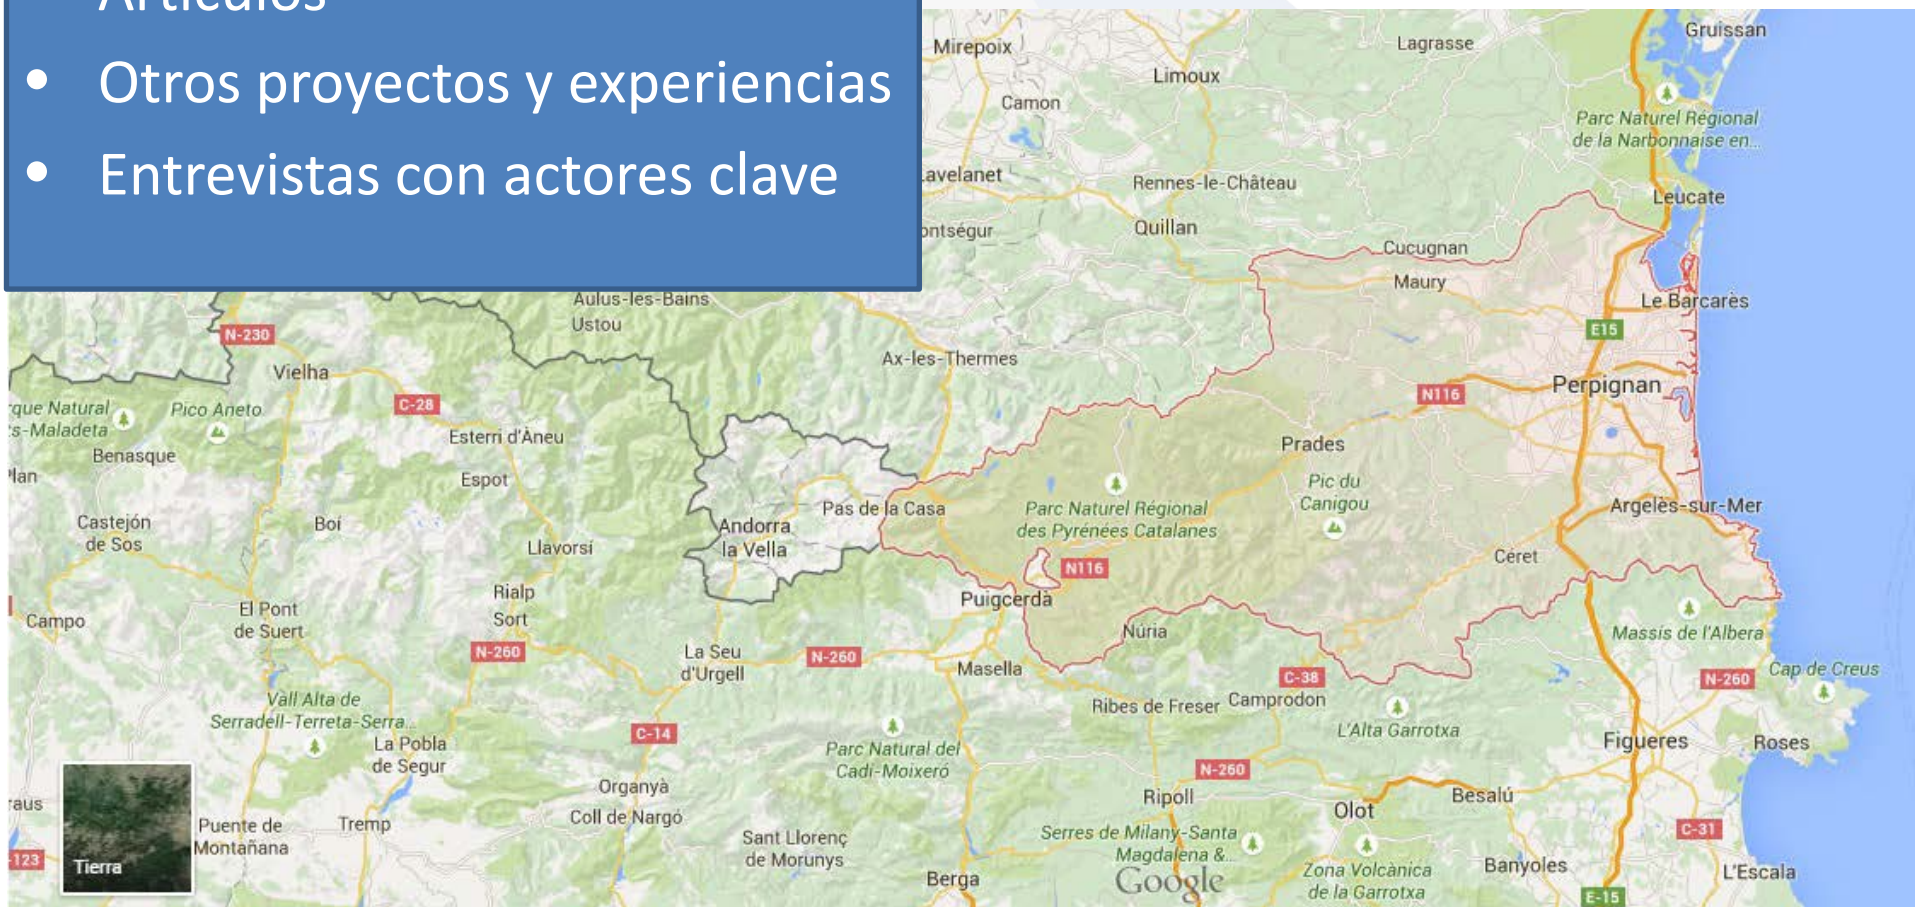 Artículos
• Otros proyectos y experiencias
• Entrevistas con actores clave
Gruissan
Mirepoix
Lagrasse
Limoux
Camon
Parc Naturel Régional
de la Narbonnaise en...
Rennes-le-Château
Leucate
Quillan
Cucugnan
Maury
Aulus-les-Bains
Ustou
Le Barcarès
E15
N-230
Ax-les-Thermes
Vielha
Perpignan
N116
C-28
Pico Aneto
Esterri d'Àneu
Prades
Benasque
Espot
Pic du
Canigou
Parc Naturel Régional
des Pyrénées Catalanes
Pas de la Casa
Argelès-sur-Mer
Castejón
de Sos
Boí
Andorra
la Vella
Llavorsí
Céret
N116
Rialp
Sort
Puigcerdà
El Pont
de Suert
Campo
Núria
Massís de l'Albera
N-260
La Seu
d'Urgell
N-260
Masella
C-38
N-260
Cap de Creus
Vall Alta de
Serradell-Terreta-Serra...
Ribes de Freser
Camprodon
C-14
L'Alta Garrotxa
La Pobla
de Segur
Parc Natural del
Cadí-Moixeró
Figueres
Roses
N-260
Organyà
Ripoll
Besalú
Olot
Coll de Nargó
Puente de
Montañana
Tremp
Sant Llorenç
de Morunys
Serres de Milany-Santa
Magdalena &...
C-31
Tierra
Berga
Google
Zona Volcànica
de la Garrotxa
Banyoles
L'Escala
E-15